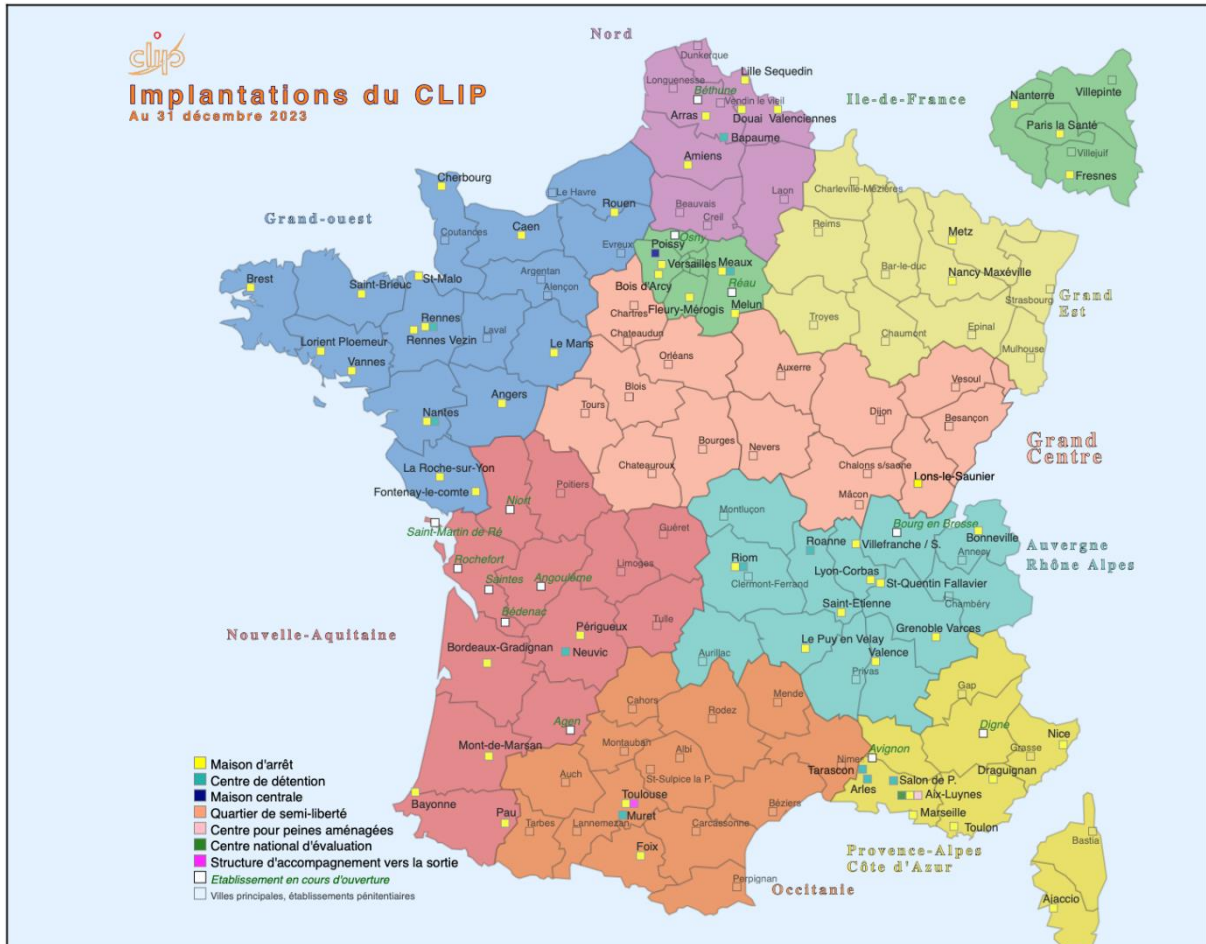 clip
Implantations du CLIP
Au 31 décembre 2023
Nord
Dunkerque
Lille Sequedin
Longuenesse
Béthune
Vendin le vieil
Arras
Douai
Valenciennes
Bapaume
Amiens
Laon
Beauvais
Creil
Ile-de-France
Villepinte
Nanterre
Paris la Santé
Villejuif
Fresnes
Osny
Poissy
Versailles
Meaux
Bois d'Arcy
Réau
Fleury-Mérogis
Melun
Grand-ouest
Cherbourg
Le Havre
Rouen
Coutances
Caen
Evreux
Argentan
Alençon
Brest
Saint-Brieuc
St-Malo
Rennes
Rennes Vezin
Laval
Le Mans
Lorient Ploemeur
Vannes
Angers
Nantes
La Roche-sur-Yon
Fontenay-le-comte
Charleville-Mézières
Reims
Metz
Bar-le-duc
Nancy Maxéville
Strasbourg
Grand
Est
Troyes
Chaumont
Epinal
Mulhouse
Chartres
Chateaudun
Orléans
Auxerre
Vesoul
Blois
Tours
Dijon
Besançon
Bourges
Nevers
Grand
Centre
Chateauroux
Chalons s/saone
Lons-le-Saunier
Mâcon
Poitiers
Niort
Saint-Martin de Ré
Guéret
Rochefort
Limoges
Saintes
Angoulême
Bédenac
Tulle
Nouvelle-Aquitaine
Périgueux
Bordeaux-Gradignan
Neuvic
Agen
Mont-de-Marsan
Bayonne
Pau
Montluçon
Bourg en Bresse
Roanne
Bonneville
Villefranche / S.
Annecy
Auvergne
Rhône Alpes
Riom
Clermont-Ferrand
Lyon-Corbas
St-Quentin Fallavier
Chambéry
Saint-Etienne
Grenoble Varces
Le Puy en Velay
Valence
Aurillac
Privas
Cahors
Mende
Rodez
Montauban
Albi
Auch
St-Sulpice la P.
Toulouse
Muret
Béziers
Tarbes
Lannemezan
Carcassonne
Foix
Perpignan
Occitanie
Gap
Digne
Nice
Avignon
Grasse
Nimes
Tarascon
Draguignan
Salon de P.
Arles
Aix-Luynes
Marseille
Toulon
Provence-Alpes
Côte d'Azur
Bastia
Ajaccio
Maison d'arrêt
Centre de détention
Maison centrale
Quartier de semi-liberté
Centre pour peines aménagées
Centre national d'évaluation
Structure d'accompagnement vers la sortie
Etablissement en cours d'ouverture
Villes principales, établissements pénitentiaires